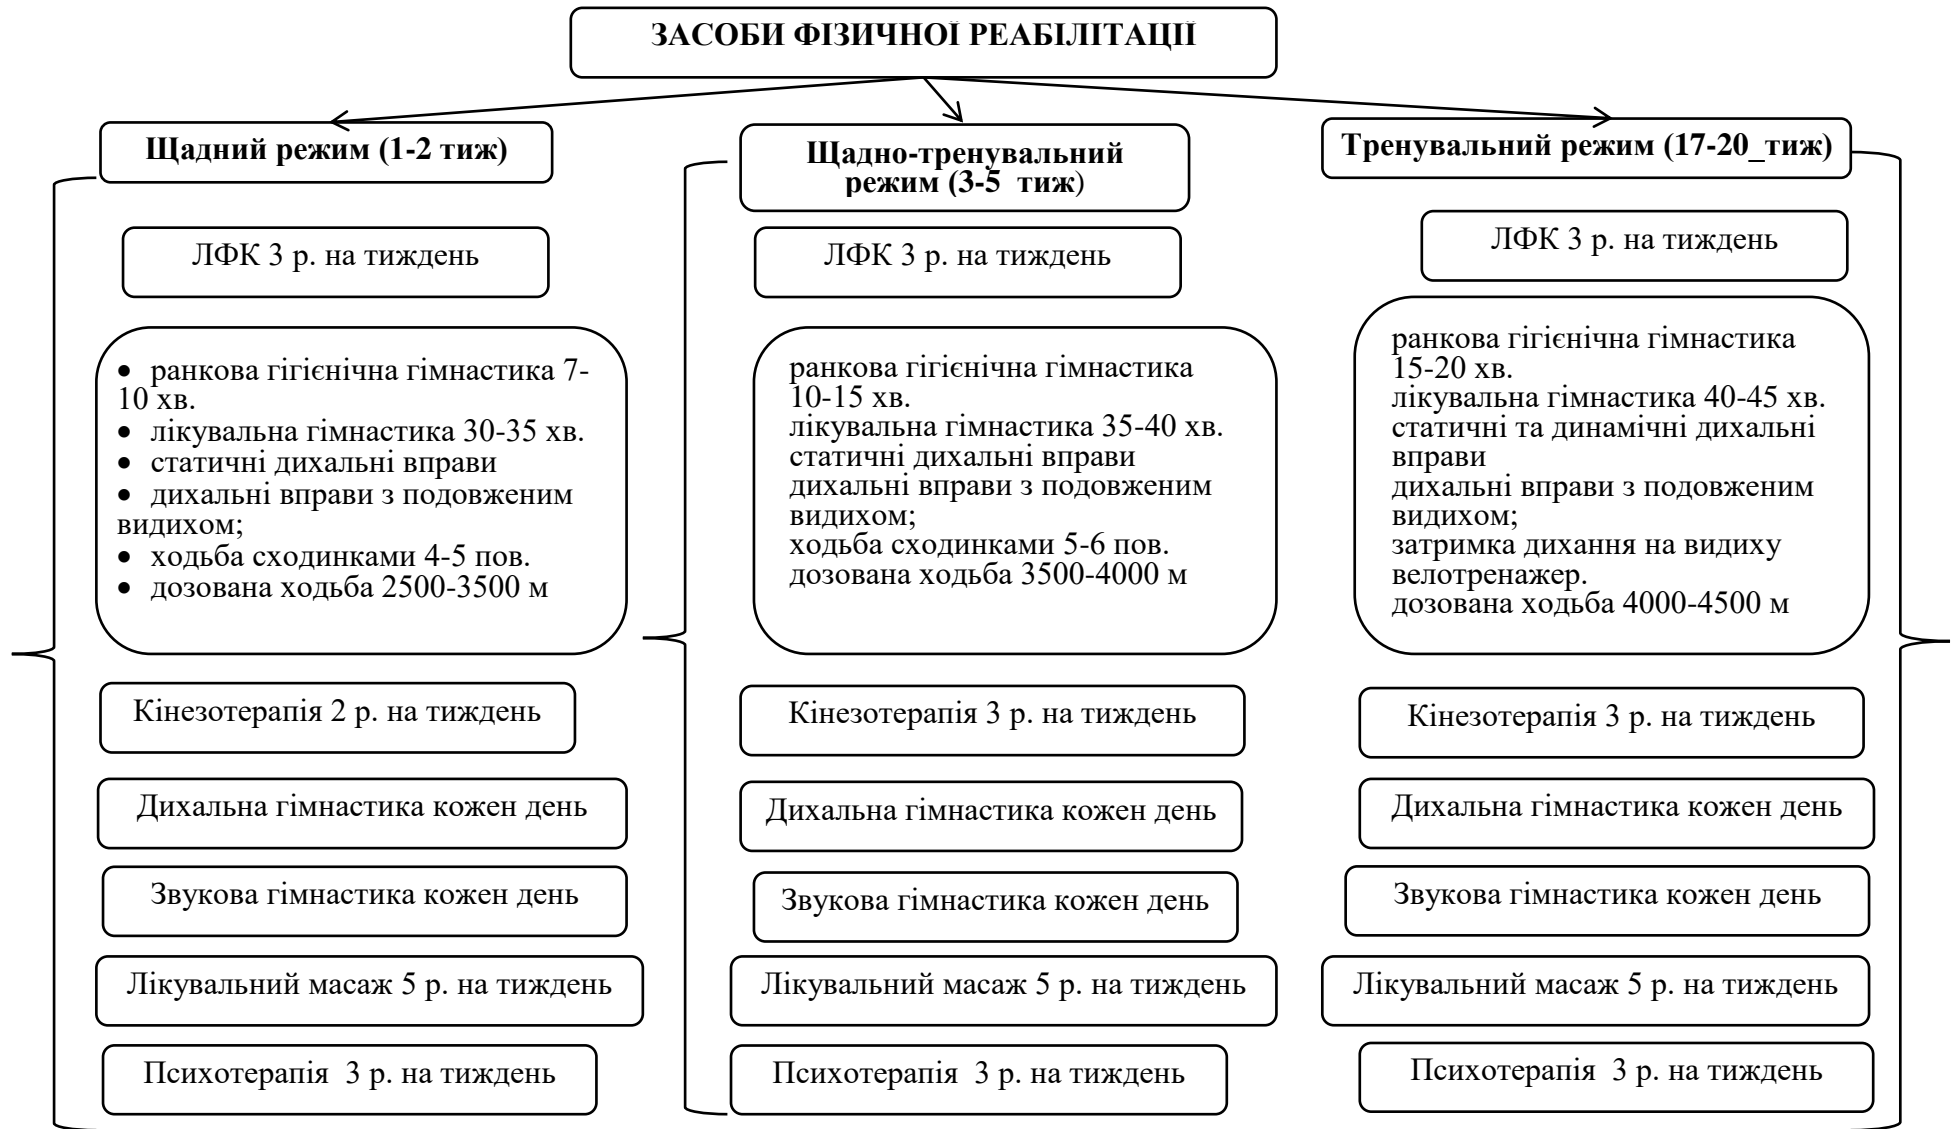 ЗАСОБИ ФІЗИЧНОЇ РЕАБІЛІТАЦІЇ
Щадний режим (1-2 тиж)
ЛФК 3 р. на тиждень
• ранкова гігієнічна гімнастика 7-
10 хв.
• лікувальна гімнастика 30-35 хв.
• статичні дихальні вправи
• дихальні вправи з подовженим
видихом;
• ходьба сходинками 4-5 пов.
• дозована ходьба 2500-3500 м
Кінезотерапія 2 р. на тиждень
Дихальна гімнастика кожен день
Звукова гімнастика кожен день
Лікувальний масаж 5 р. на тиждень
Психотерапія  3 р. на тиждень
Щадно-тренувальний
режим (3-5  тиж)
ЛФК 3 р. на тиждень
ранкова гігієнічна гімнастика
10-15 хв.
лікувальна гімнастика 35-40 хв.
статичні дихальні вправи
дихальні вправи з подовженим
видихом;
ходьба сходинками 5-6 пов.
дозована ходьба 3500-4000 м
Кінезотерапія 3 р. на тиждень
Дихальна гімнастика кожен день
Звукова гімнастика кожен день
Лікувальний масаж 5 р. на тиждень
Психотерапія  3 р. на тиждень
Тренувальний режим (17-20_тиж)
ЛФК 3 р. на тиждень
ранкова гігієнічна гімнастика
15-20 хв.
лікувальна гімнастика 40-45 хв.
статичні та динамічні дихальні
вправи
дихальні вправи з подовженим
видихом;
затримка дихання на видиху
велотренажер.
дозована ходьба 4000-4500 м
Кінезотерапія 3 р. на тиждень
Дихальна гімнастика кожен день
Звукова гімнастика кожен день
Лікувальний масаж 5 р. на тиждень
Психотерапія  3 р. на тиждень